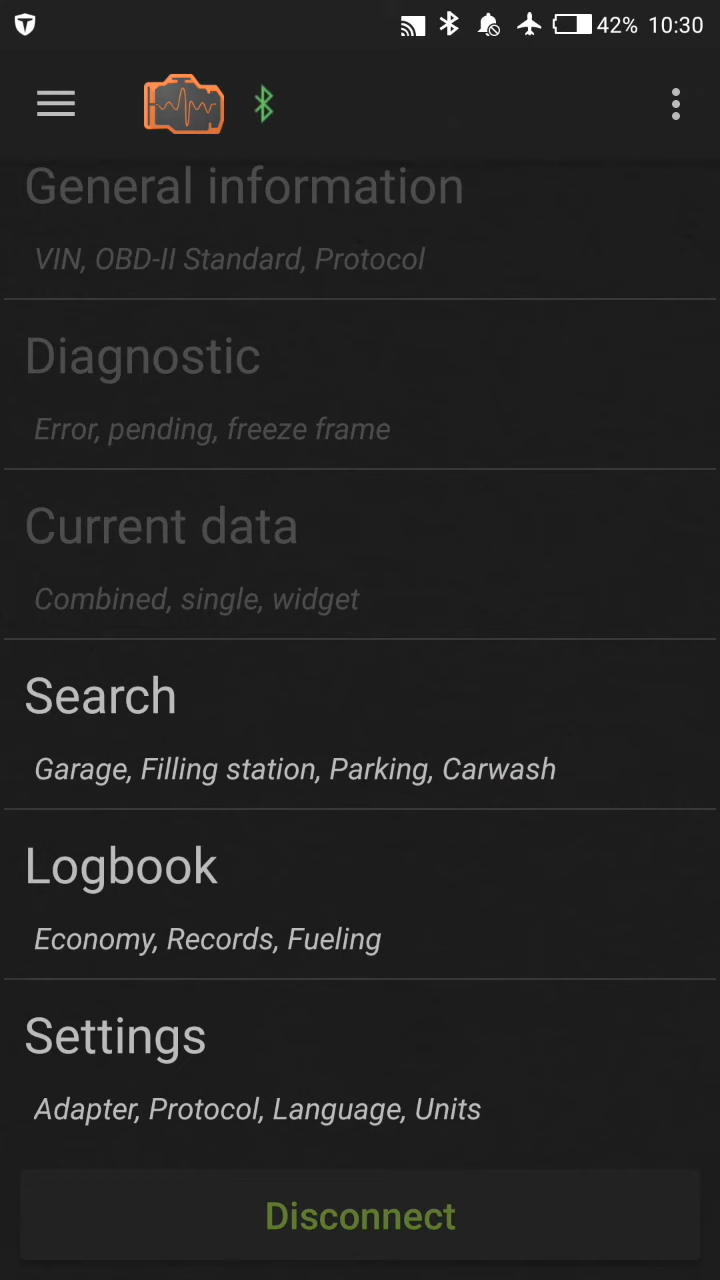 42% 10:30
General information
VIN, OBD-II Standard, Protocol
Diagnostic
Error, pending, freeze frame
Current data
Combined, single, widget
Search
Garage, Filling station, Parking, Carwash
Logbook
Economy, Records, Fueling
Settings
Adapter, Protocol, Language, Units
Disconnect